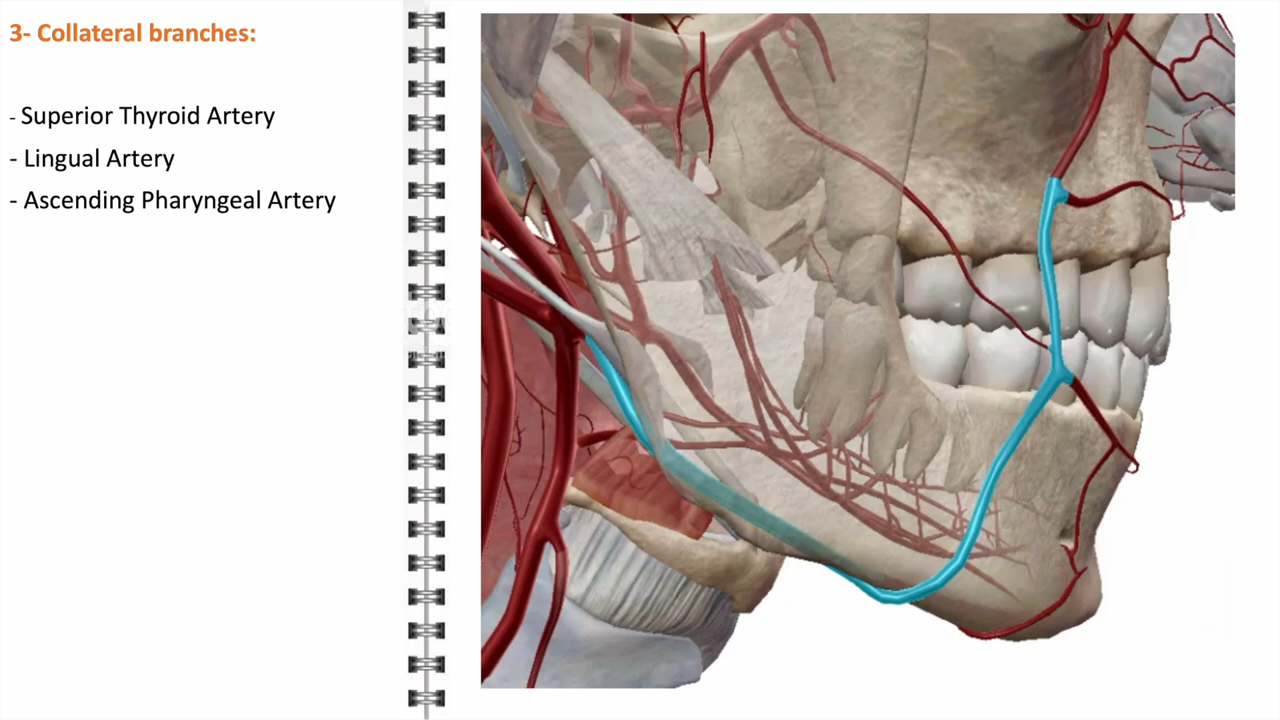 3- Collateral branches:
- Superior Thyroid Artery
- Lingual Artery
- Ascending Pharyngeal Artery